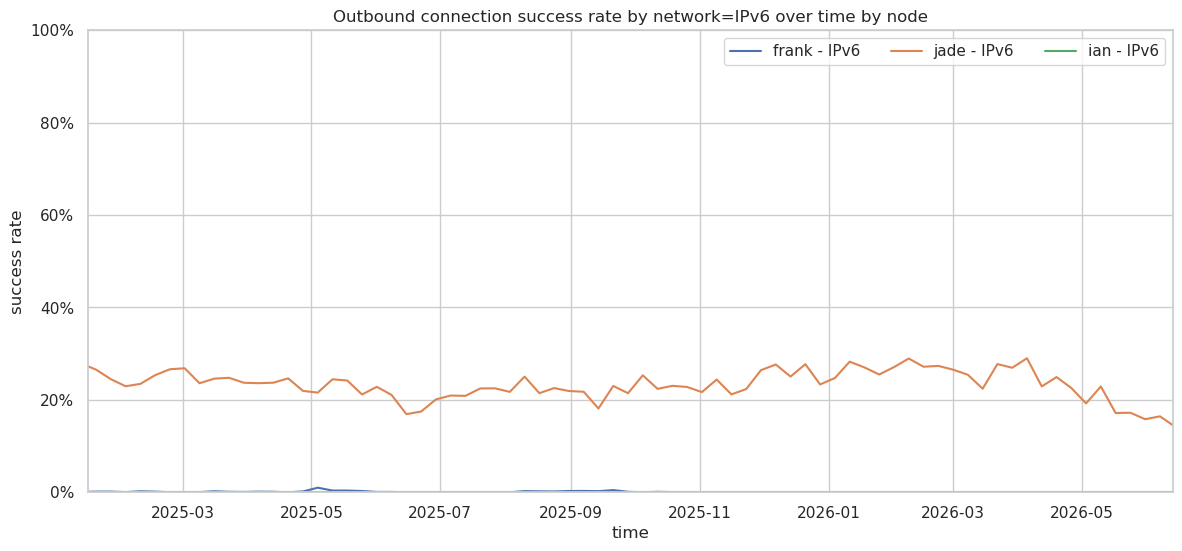 Outbound connection success rate by network=IPv6 over time by node
frank - IPv6 jade - IPv6 ian - IPv6
100%
80%
60%
40%
20%
0%
success rate
2025-03 2025-05 2025-07 2025-09 2025-11 2026-01 2026-03 2026-05
time